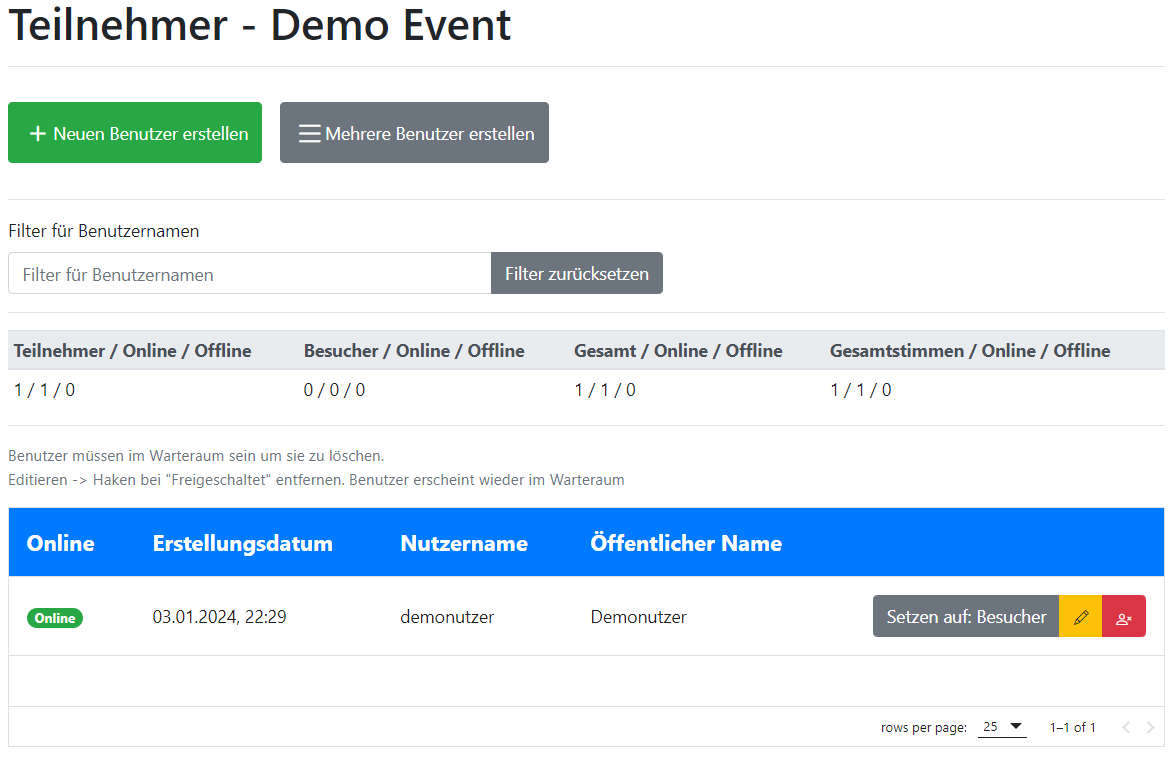 Teilnehmer - Demo Event
Neuen Benutzer erstellen
Mehrere Benutzer erstellen
Filter für Benutzernamen
Filter für Benutzernamen
Filter zurücksetzen
Teilnehmer / Online / Offline Besucher / Online / Offline Gesamt / Online / Offline Gesamtstimmen / Online / Offline
1 / 1 / 0 0 / 0 / 0 1 / 1 / 0 1 / 1 / 0
Benutzer müssen im Warteraum sein um sie zu löschen.
Editieren -> Haken bei "Freigeschaltet" entfernen. Benutzer erscheint wieder im Warteraum
Online Erstellungsdatum Nutzername Öffentlicher Name
Online 03.01.2024, 22:29 demonutzer Demonutzer Setzen auf: Besucher
rows per page: 25 1–1 of 1